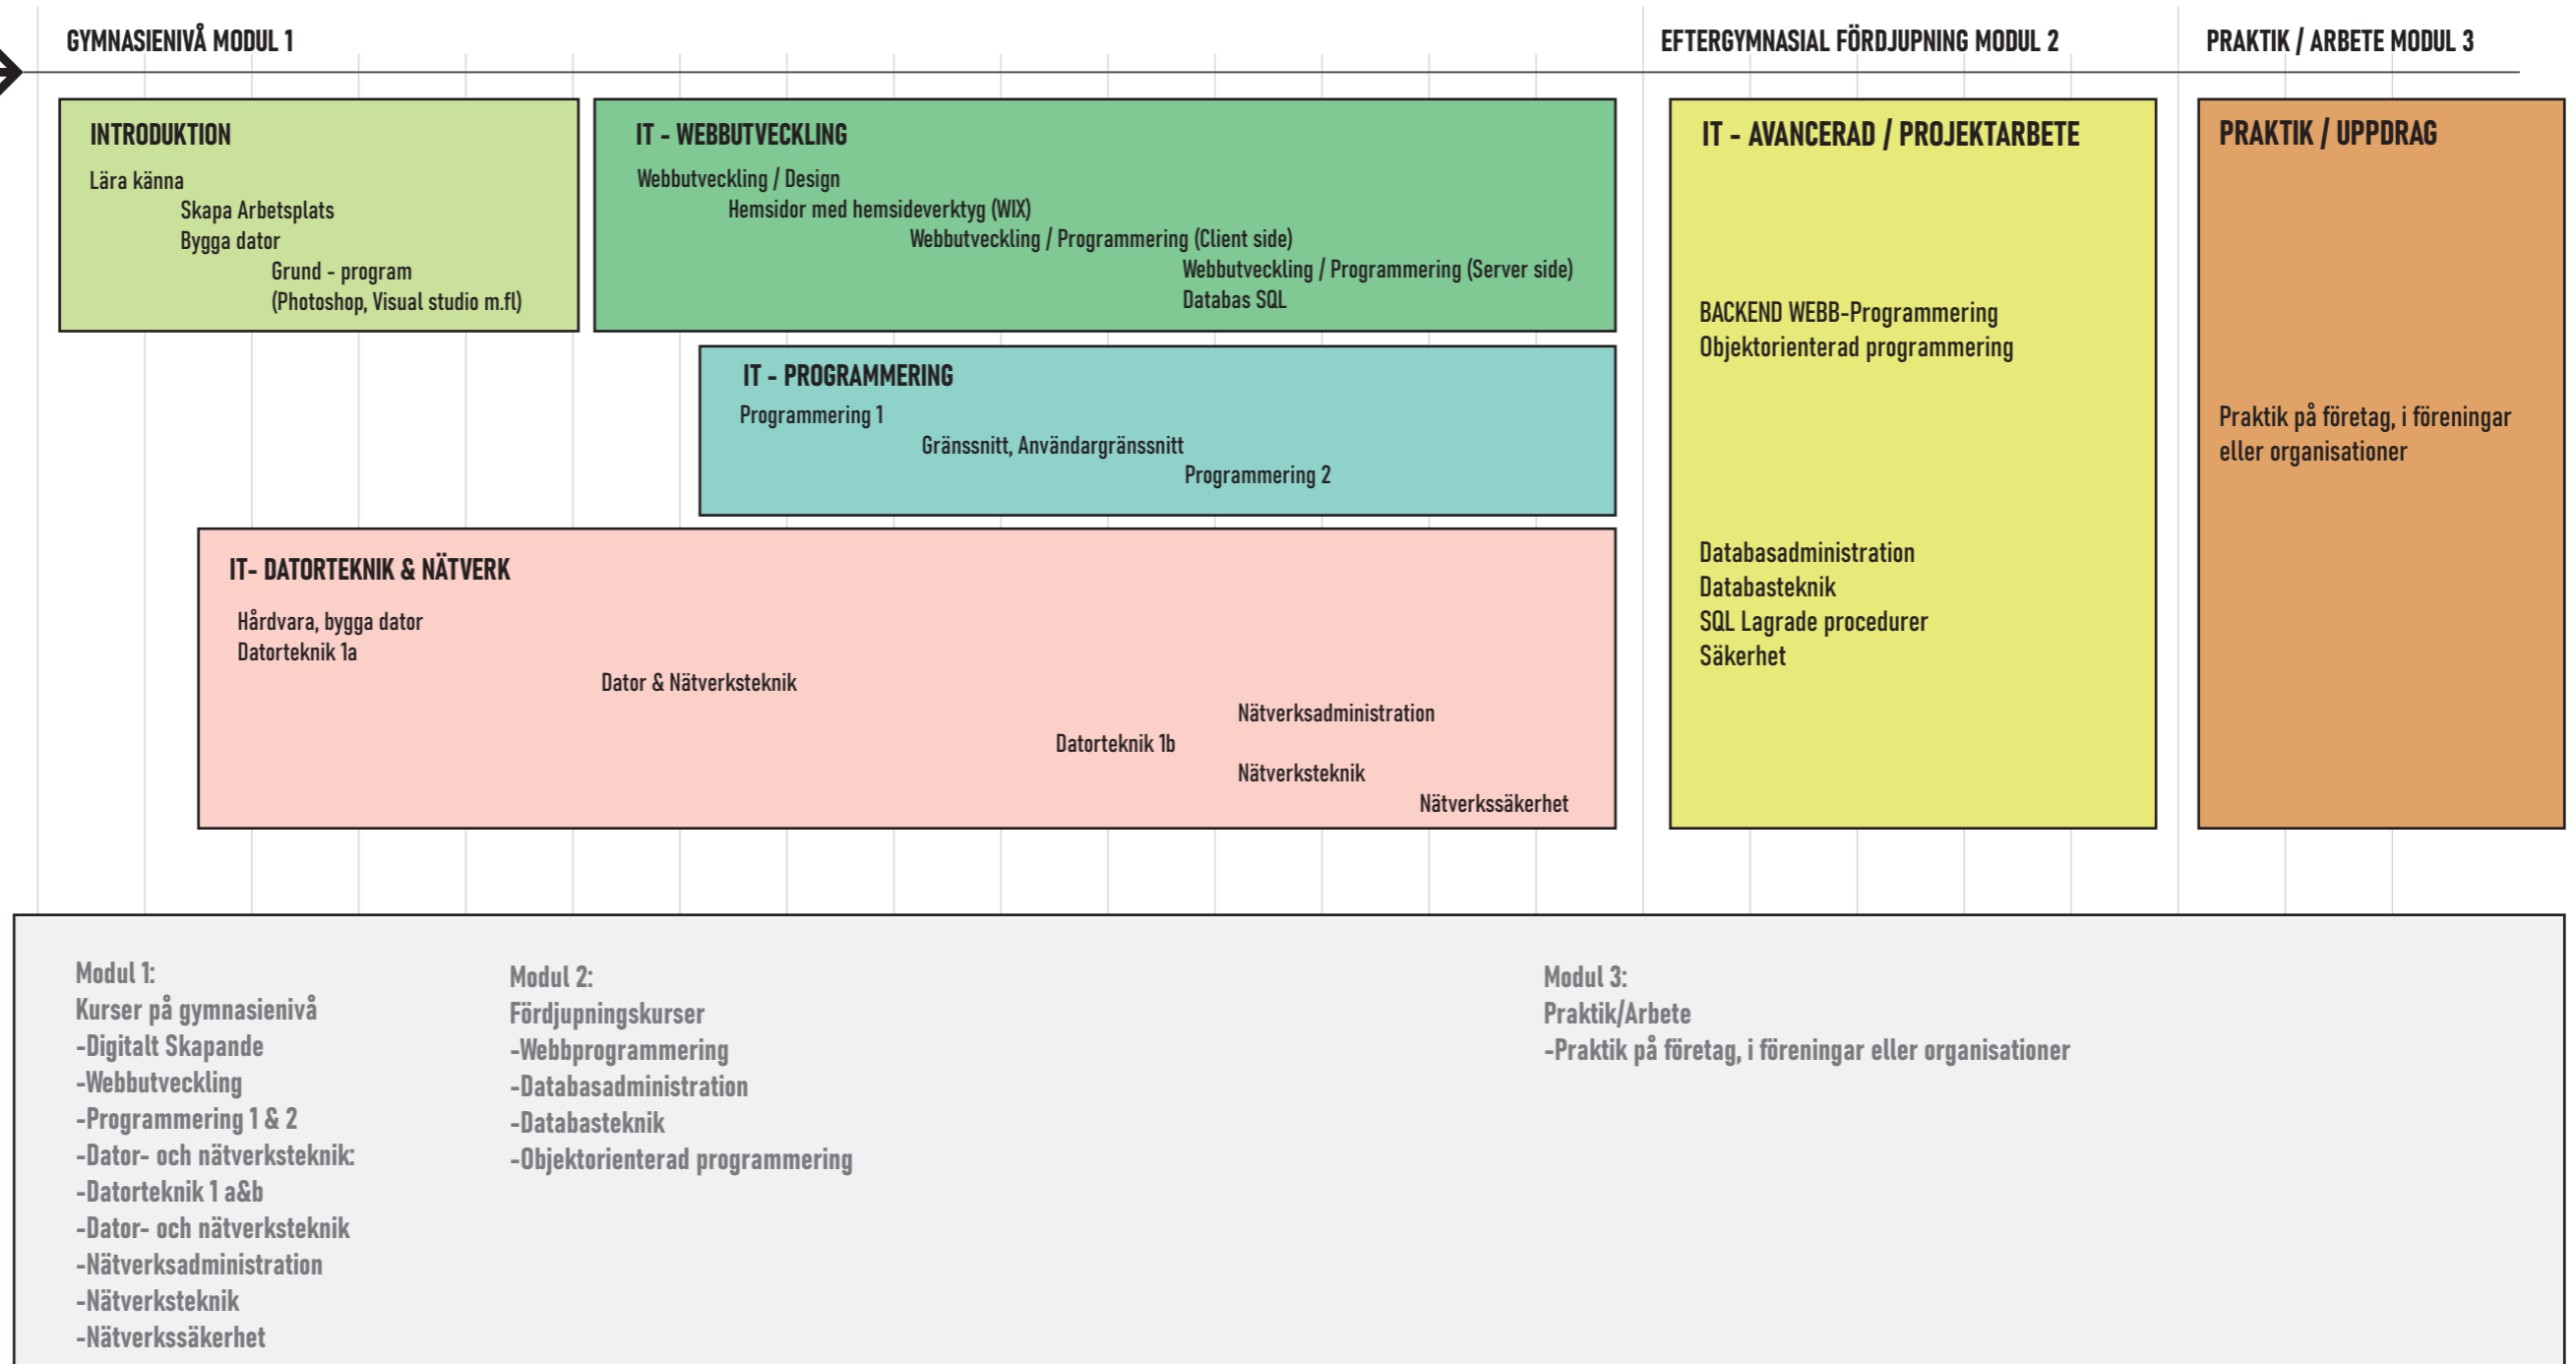 GYMNASIENIVÅ MODUL 1
EFTERGYMNASIAL FÖRDJUPNING MODUL 2
PRAKTIK / ARBETE MODUL 3
INTRODUKTION
Lära känna
Skapa Arbetsplats
Bygga dator
Grund - program
(Photoshop, Visual studio m.fl)
IT - WEBBUTVECKLING
Webbutveckling / Design
Hemsidor med hemsideverktyg (WIX)
Webbutveckling / Programmering (Client side)
Webbutveckling / Programmering (Server side)
Databas SQL
IT - PROGRAMMERING
Programmering 1
Gränssnitt, Användargränssnitt
Programmering 2
IT- DATORTEKNIK & NÄTVERK
Hårdvara, bygga dator
Datorteknik 1a
Dator & Nätverksteknik
Nätverksadministration
Datorteknik 1b
Nätverksteknik
Nätverkssäkerhet
IT - AVANCERAD / PROJEKTARBETE
BACKEND WEBB-Programmering
Objektorienterad programmering
Databasadministration
Databasteknik
SQL Lagrade procedurer
Säkerhet
PRAKTIK / UPPDRAG
Praktik på företag, i föreningar
eller organisationer
Modul 1:
Kurser på gymnasienivå
-Digitalt Skapande
-Webbutveckling
-Programmering 1 & 2
-Dator- och nätverksteknik:
-Datorteknik 1 a&b
-Dator- och nätverksteknik
-Nätverksadministration
-Nätverksteknik
-Nätverkssäkerhet
Modul 2:
Fördjupningskurser
-Webbprogrammering
-Databasadministration
-Databasteknik
-Objektorienterad programmering
Modul 3:
Praktik/Arbete
-Praktik på företag, i föreningar eller organisationer